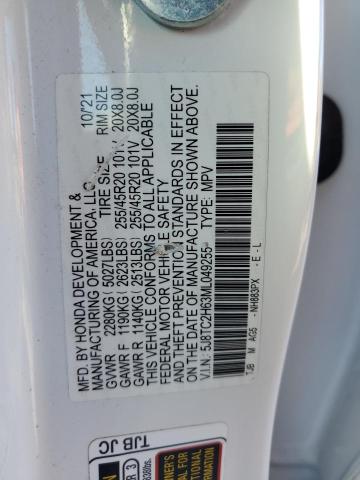 MFD. BY HONDA DEVELOPMENT & 10/21
MANUFACTURING OF AMERICA, LLC
TIRE SIZE RIM SIZE
GVWR 2280KG (5027LBS)
GAWR F 1190KG (2623LBS) 255/45R20 101V 20X8.0J
GAWR R 1140KG (2513LBS) 255/45R20 101V 20X8.0J
THIS VEHICLE CONFORMS TO ALL APPLICABLE
FEDERAL MOTOR VEHICLE SAFETY
AND THEFT PREVENTION STANDARDS IN EFFECT
ON THE DATE OF MANUFACTURE SHOWN ABOVE.
V.I.N.: 5J8TC2H63ML049255 TYPE: MPV
TJB M AG5 - NH883PX - E - L
TJB JC